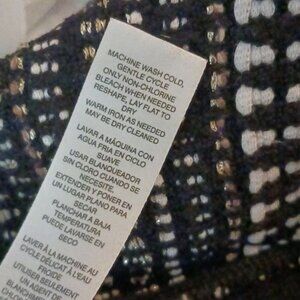 MACHINE WASH COLD,
GENTLE CYCLE
ONLY NON-CHLORINE
BLEACH WHEN NEEDED
RESHAPE, LAY FLAT TO
DRY
WARM IRON AS NEEDED
MAY BE DRY CLEANED
LAVAR A MÁQUINA CON
AGUA FRIA EN CICLO
SUAVE
USAR BLANQUEADOR
SIN CLORO CUANDO SE
NECESITE
EXTENDER Y PONER EN
UN LUGAR PLANO PARA
SECAR
PLANCHAR A BAJA
TEMPERATURA
PUEDE LAVARSE EN
SECO
LAVER À LA MACHINE AU
CYCLE DÉLICAT À L'EAU
FROIDE
UTILISER SEULEMENT
UN AGENT DE